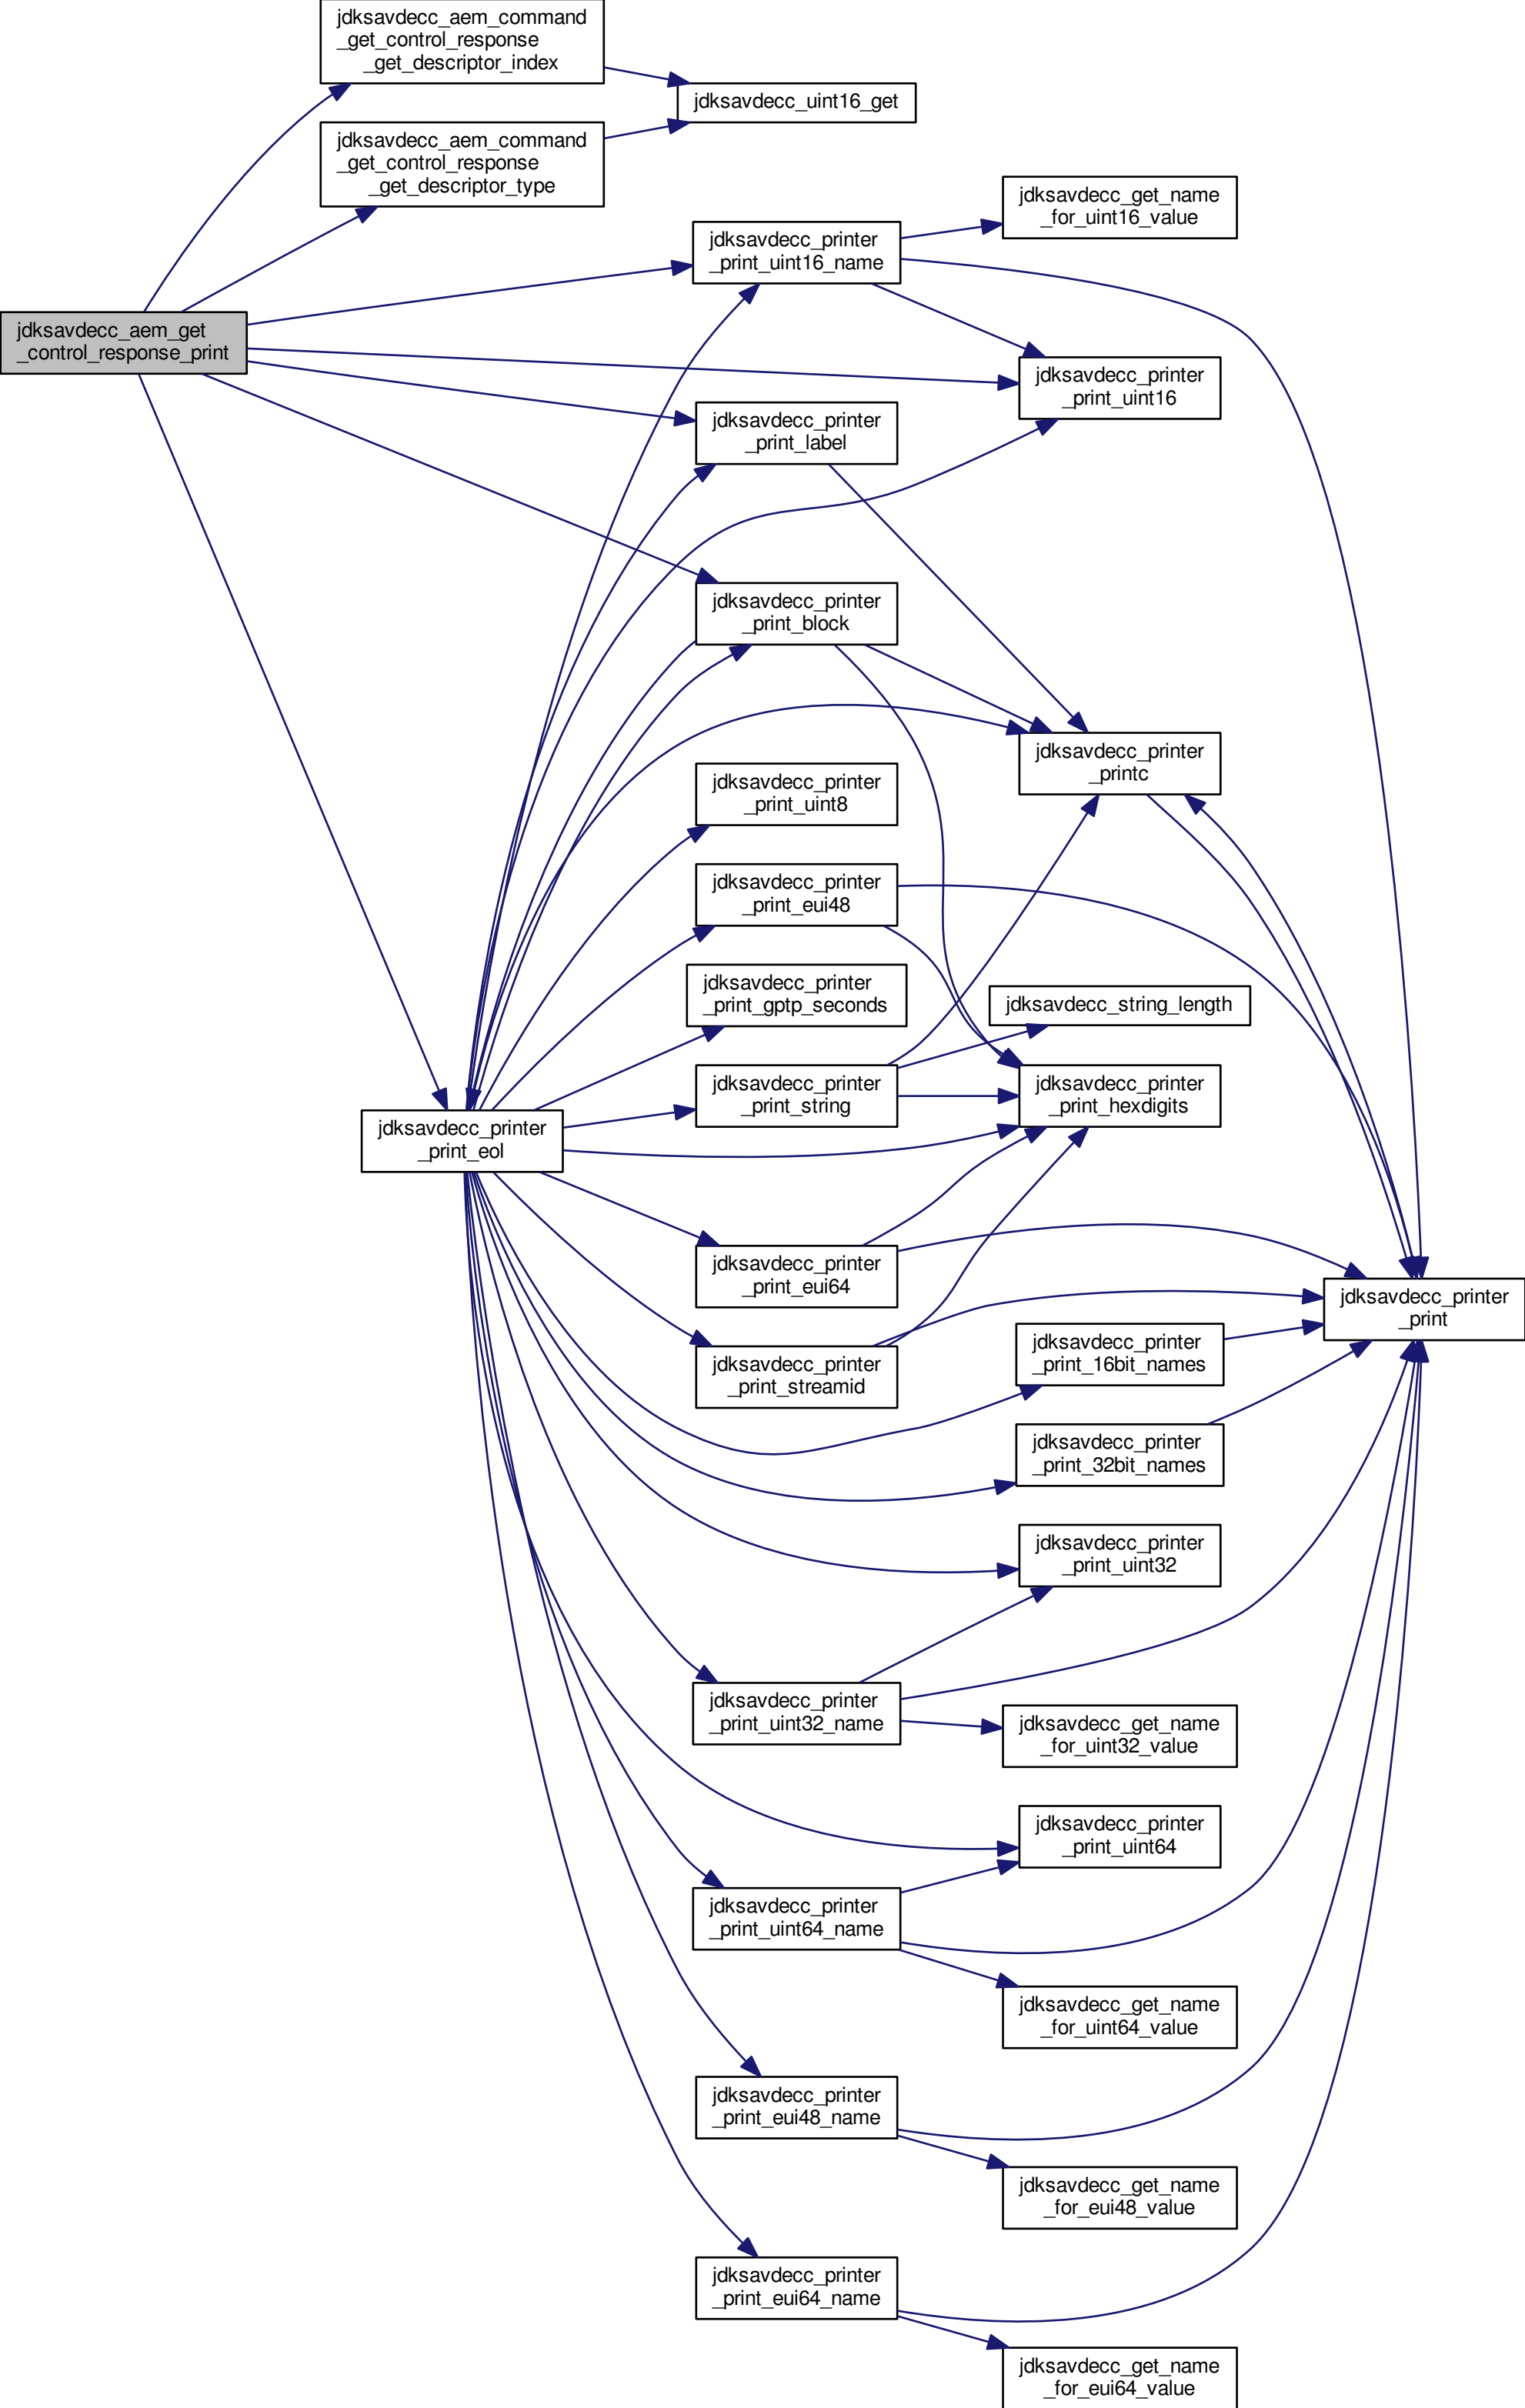 jdksavdecc_aem_command
_get_control_response
_get_descriptor_index
jdksavdecc_uint16_get
jdksavdecc_aem_command
_get_control_response
_get_descriptor_type
jdksavdecc_get_name
_for_uint16_value
jdksavdecc_printer
_print_uint16_name
jdksavdecc_aem_get
_control_response_print
jdksavdecc_printer
_print_uint16
jdksavdecc_printer
_print_label
jdksavdecc_printer
_print_block
jdksavdecc_printer
_printc
jdksavdecc_printer
_print_uint8
jdksavdecc_printer
_print_eui48
jdksavdecc_printer
_print_gptp_seconds
jdksavdecc_string_length
jdksavdecc_printer
_print_string
jdksavdecc_printer
_print_hexdigits
jdksavdecc_printer
_print_eol
jdksavdecc_printer
_print_eui64
jdksavdecc_printer
_print
jdksavdecc_printer
_print_streamid
jdksavdecc_printer
_print_16bit_names
jdksavdecc_printer
_print_32bit_names
jdksavdecc_printer
_print_uint32
jdksavdecc_printer
_print_uint32_name
jdksavdecc_get_name
_for_uint32_value
jdksavdecc_printer
_print_uint64
jdksavdecc_printer
_print_uint64_name
jdksavdecc_get_name
_for_uint64_value
jdksavdecc_printer
_print_eui48_name
jdksavdecc_get_name
_for_eui48_value
jdksavdecc_printer
_print_eui64_name
jdksavdecc_get_name
_for_eui64_value